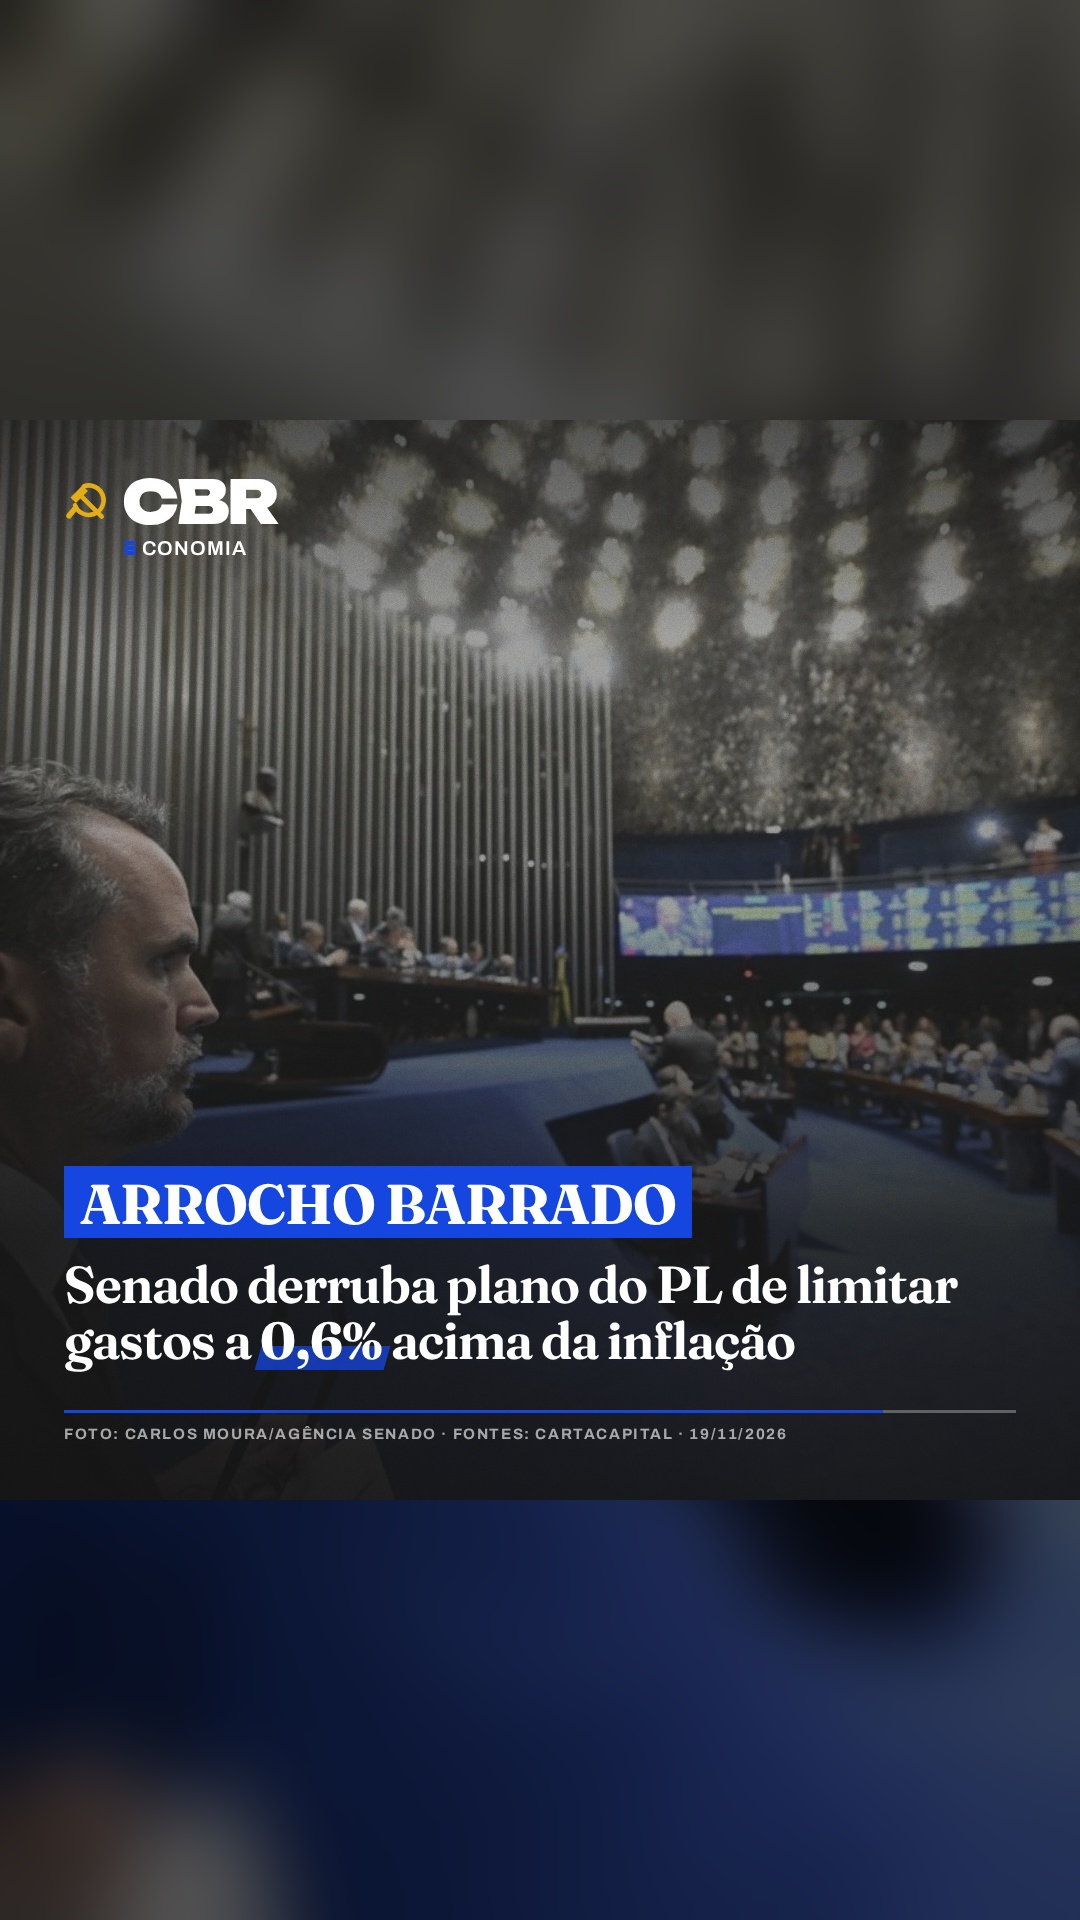 CBR
ECONOMIA
ARROCHO BARRADO
Senado derruba plano do PL de limitar
gastos a 0,6% acima da inflação
FOTO: CARLOS MOURA/AGÊNCIA SENADO · FONTES: CARTACAPITAL · 19/11/2026